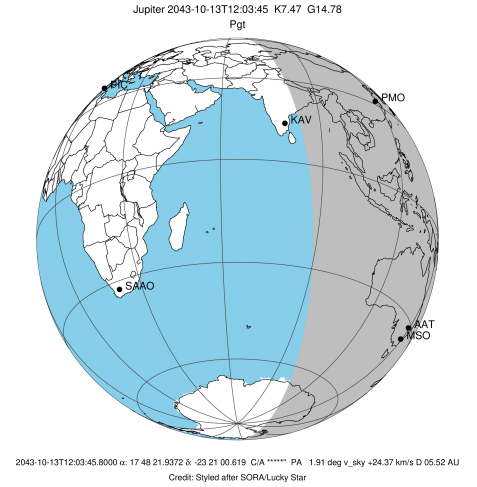 Jupiter 2043-10-13T12:03:45 K7.47 G14.78
Pgt
PIC
PMO
KAV
SAAO
AAT
MSO
2043-10-13T12:03:45.8000 α: 17 48 21.9372 δ: -23 21 00.619 C/A *****" PA 1.91 deg v_sky +24.37 km/s D 05.52 AU
Credit: Styled after SORA/Lucky Star